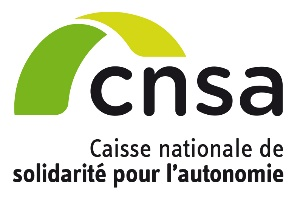 cnsa
Caisse nationale de
solidarité pour l'autonomie